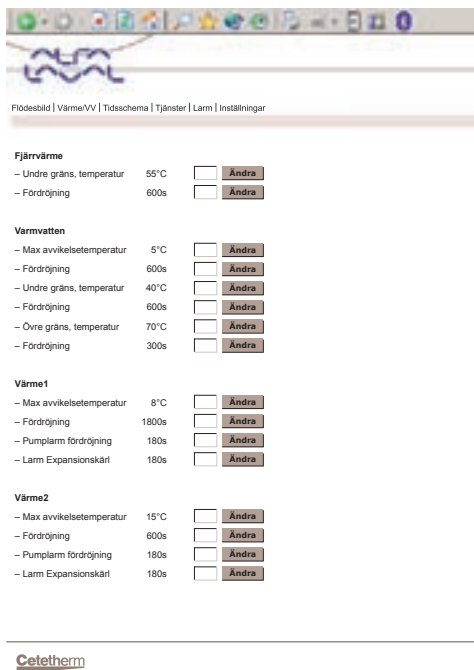 ALFA
LAVAL
Flödesbild | Värme/VV | Tidsschema | Tjänster | Larm | Inställningar
Fjärrvärme
– Undre gräns, temperatur 55°C Ändra
– Fördröjning 600s Ändra
Varmvatten
– Max avvikelsetemperatur 5°C Ändra
– Fördröjning 600s Ändra
– Undre gräns, temperatur 40°C Ändra
– Fördröjning 600s Ändra
– Övre gräns, temperatur 70°C Ändra
– Fördröjning 300s Ändra
Värme1
– Max avvikelsetemperatur 8°C Ändra
– Fördröjning 1800s Ändra
– Pumplarm fördröjning 180s Ändra
– Larm Expansionskärl 180s Ändra
Värme2
– Max avvikelsetemperatur 15°C Ändra
– Fördröjning 600s Ändra
– Pumplarm fördröjning 180s Ändra
– Larm Expansionskärl 180s Ändra
Cetetherm